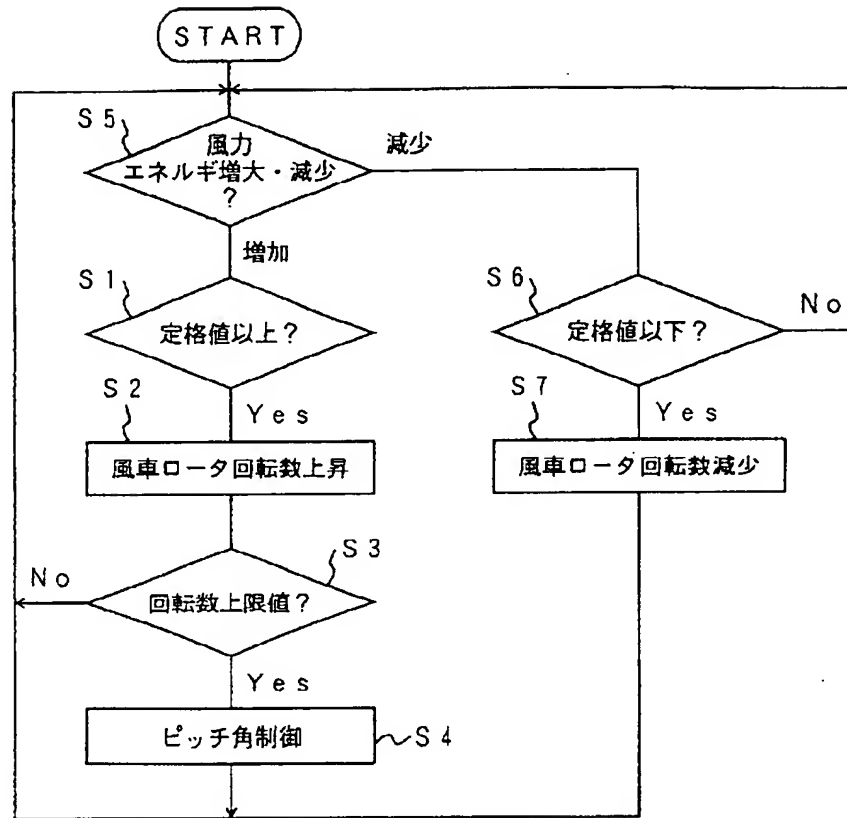 START
S5
風力
エネルギ増大・減少
?
減少
増加
S1
定格値以上?
S6
定格値以下?
No
Yes
S2
風車ロータ回転数上昇
Yes
S7
風車ロータ回転数減少
S3
回転数上限値?
No
Yes
ピッチ角制御
S4